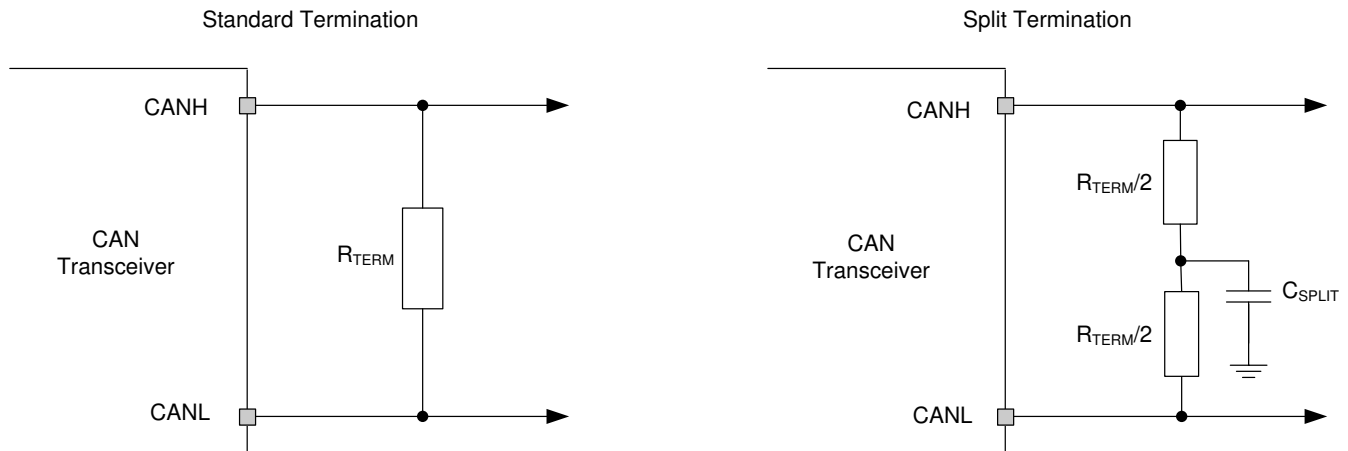 Standard Termination
CANH
CAN
Transceiver
RTERM
CANL
Split Termination
CANH
RTERM/2
CAN
Transceiver
CSPLIT
RTERM/2
CANL